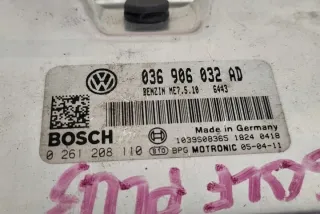 036 906 032 AD
BENZIN ME7.5.10 6443
Made in Germany
BOSCH
1039S08365 1824 0418
0 261 208 110
BPG MOTRONIC 05-04-11